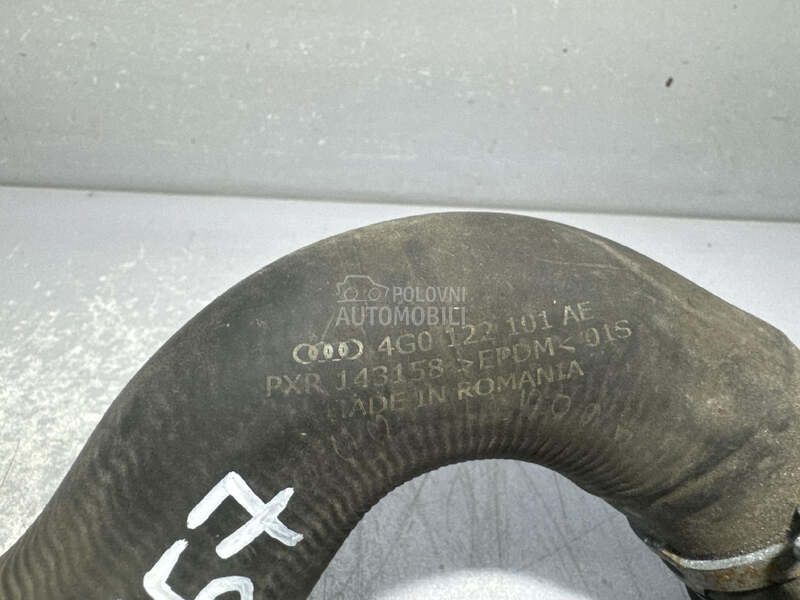 POLOVNI
AUTOMOBILI
4G0 122 101 AE
PXR 143158 >EPDM< 01S
MADE IN ROMANIA